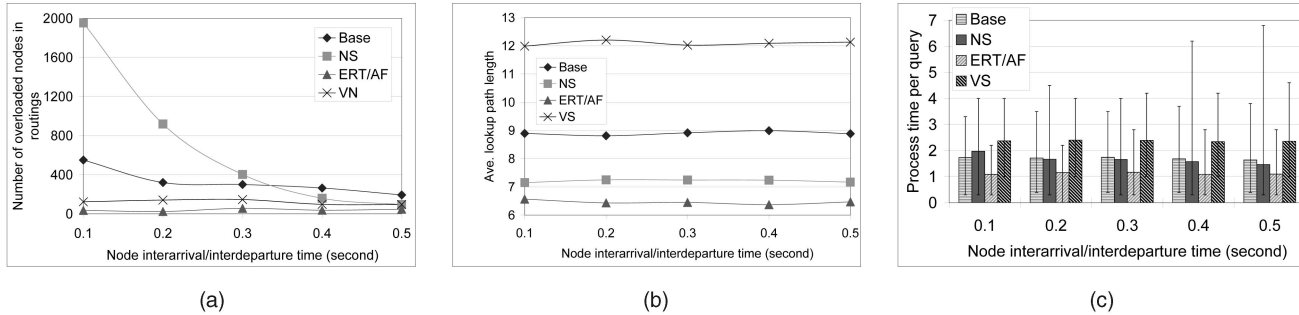 Number of overloaded nodes in
routings
2000
1600
1200
800
400
0
Base
NS
ERT/AF
VN
0.1 0.2 0.3 0.4 0.5
Node interarrival/interdeparture time (second)
(a)
Ave. lookup path length
13
12
11
10
9
8
7
6
Base
NS
ERT/AF
VS
0.1 0.2 0.3 0.4 0.5
Node interarrival/interdeparture time (second)
(b)
Process time per query
7
6
5
4
3
2
1
0
Base
NS
ERT/AF
VS
0.1 0.2 0.3 0.4 0.5
Node interarrival/interdeparture time (second)
(c)